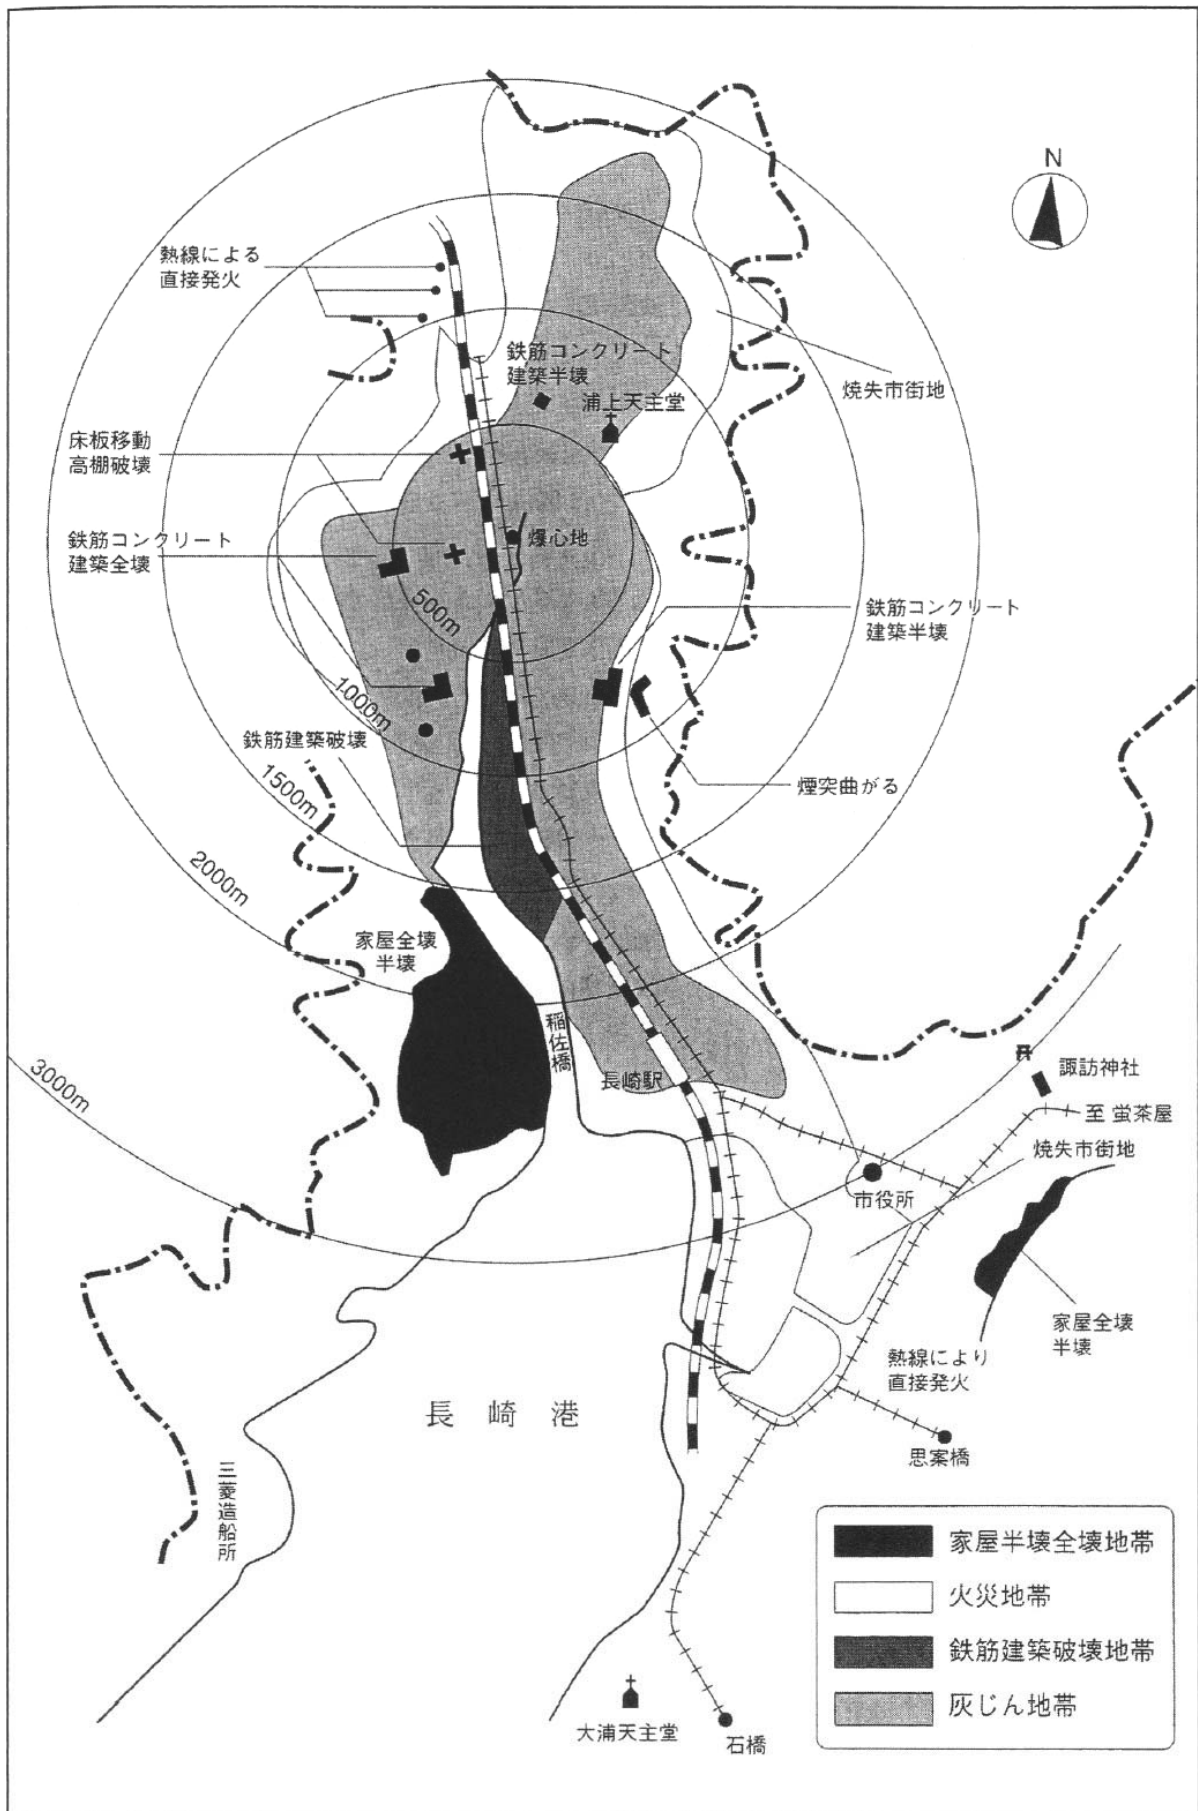 N
熱線による
直接発火
鉄筋コンクリート
建築半壊
浦上天主堂
焼失市街地
床板移動
高棚破壊
鉄筋コンクリート
建築全壊
爆心地
500m
鉄筋コンクリート
建築半壊
1000m
鉄筋建築破壊
煙突曲がる
1500m
2000m
家屋全壊
半壊
稲佐橋
3000m
長崎駅
諏訪神社
至 蛍茶屋
焼失市街地
市役所
家屋全壊
半壊
熱線により
直接発火
長崎港
思案橋
三菱造船所
大浦天主堂
石橋
家屋半壊全壊地帯
火災地帯
鉄筋建築破壊地帯
灰じん地帯